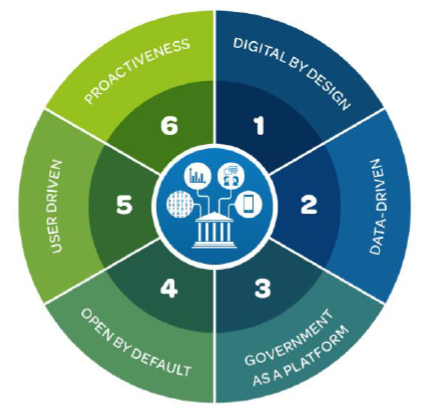 1
DIGITAL BY DESIGN
2
DATA-DRIVEN
3
GOVERNMENT
AS A PLATFORM
4
OPEN BY DEFAULT
5
USER DRIVEN
6
PROACTIVENESS